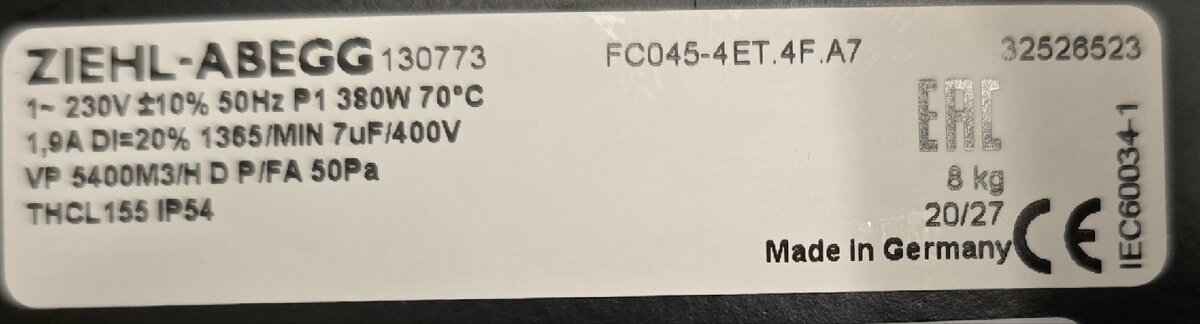 ZIEHL-ABEGG 130773 FC045-4ET.4F.A7 32526523
1~ 230V ±10% 50Hz P1 380W 70°C
1,9A DI=20% 1365/MIN 7uF/400V
VP 5400M3/H D P/FA 50Pa
THCL155 IP54
EAC
8 kg
20/27
Made in Germany
CE
IEC60034-1